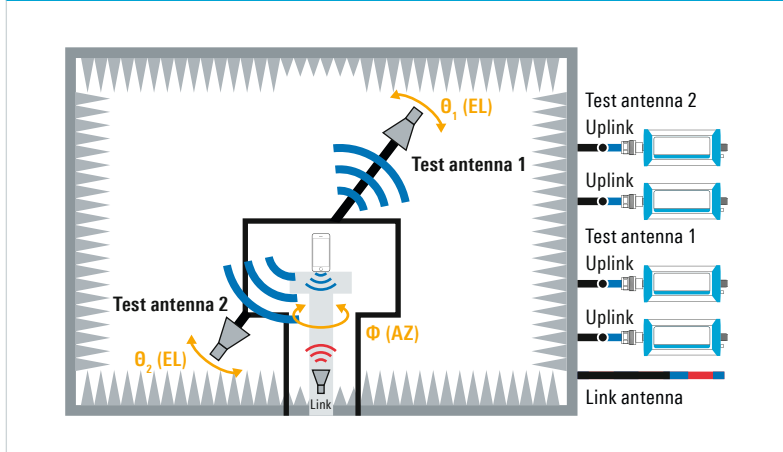 θ₁ (EL)
Test antenna 1
Test antenna 2
θ₂ (EL)
Φ (AZ)
Link
Test antenna 2
Uplink
Uplink
Test antenna 1
Uplink
Uplink
Link antenna